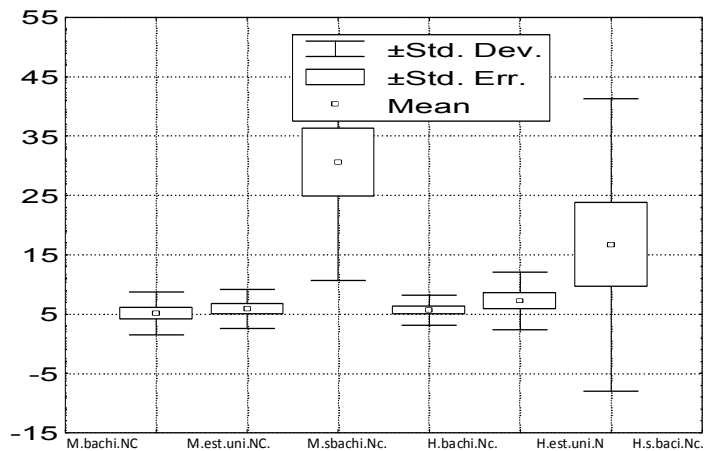 55
±Std. Dev.
45
±Std. Err.
Mean
35
25
15
5
-5
-15
M.bachi.NC M.est.uni.NC. M.sbachi.Nc. H.bachi.Nc. H.est.uni.N H.s.baci.Nc.